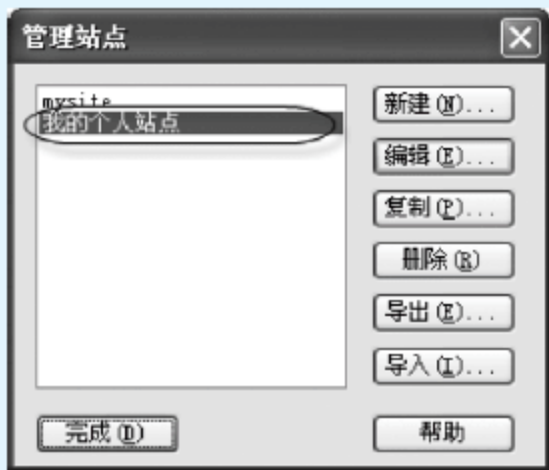 管理站点
mysite
我的个人站点
新建(N)...
编辑(E)...
复制(P)...
删除(R)
导出(E)...
导入(I)...
完成(D)
帮助